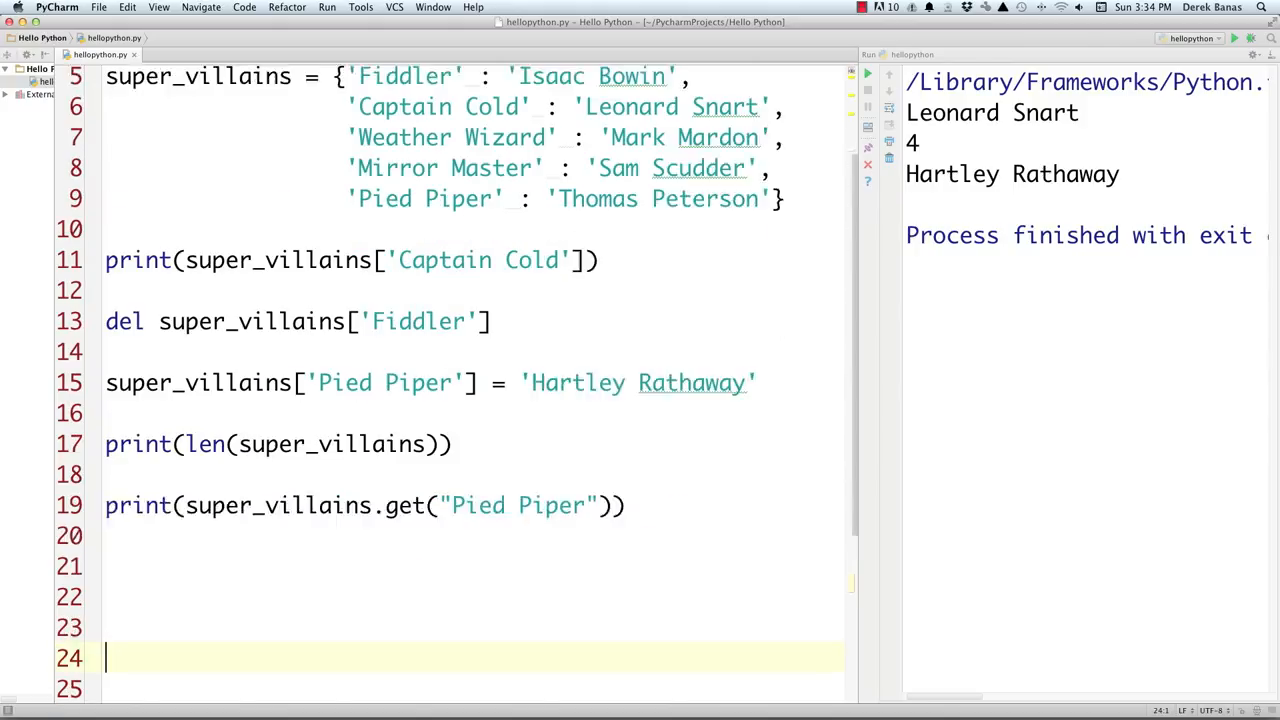 PyCharm File Edit View Navigate Code Refactor Run Tools VCS Window Help 10 8 Sun 3:34 PM Derek Banas
hellopython.py – Hello Python – [~/PycharmProjects/Hello Python]
Hello Python hellopython.py hellopython
hellopython.py Run hellopython
Hello P
hell
Externa
5 super_villains = {'Fiddler' : 'Isaac Bowin',
6 'Captain Cold' : 'Leonard Snart',
7 'Weather Wizard' : 'Mark Mardon',
8 'Mirror Master' : 'Sam Scudder',
9 'Pied Piper' : 'Thomas Peterson'}
10
11 print(super_villains['Captain Cold'])
12
13 del super_villains['Fiddler']
14
15 super_villains['Pied Piper'] = 'Hartley Rathaway'
16
17 print(len(super_villains))
18
19 print(super_villains.get("Pied Piper"))
20
21
22
23
24
25
/Library/Frameworks/Python.
Leonard Snart
4
Hartley Rathaway
Process finished with exit
24:1 LF UTF-8